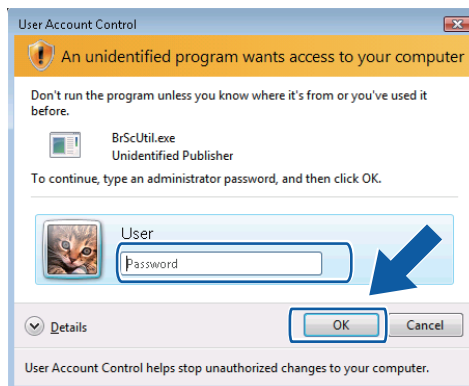 User Account Control
An unidentified program wants access to your computer
Don't run the program unless you know where it's from or you've used it
before.
BrScUtil.exe
Unidentified Publisher
To continue, type an administrator password, and then click OK.
User
Password
Details
OK
Cancel
User Account Control helps stop unauthorized changes to your computer.